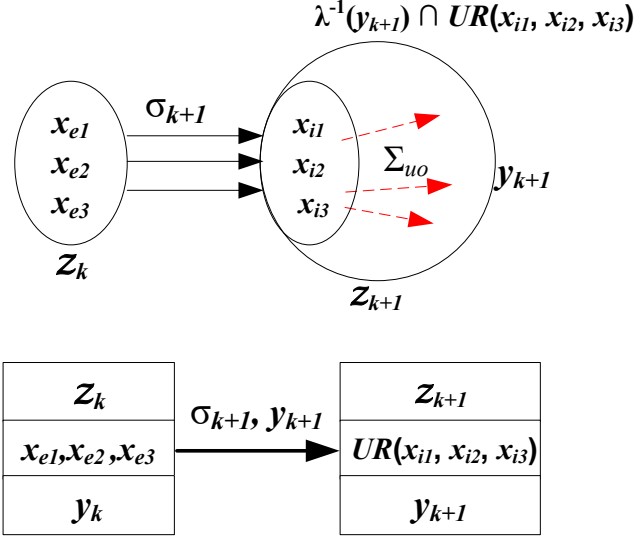 λ⁻¹(yₖ₊₁) ∩ UR(xᵢ₁, xᵢ₂, xᵢ₃)
σₖ₊₁
xₑ₁
xₑ₂
xₑ₃
xᵢ₁
xᵢ₂
xᵢ₃
Σᵤₒ
yₖ₊₁
zₖ
zₖ₊₁
zₖ
xₑ₁,xₑ₂,xₑ₃
yₖ
σₖ₊₁, yₖ₊₁
zₖ₊₁
UR(xᵢ₁, xᵢ₂, xᵢ₃)
yₖ₊₁